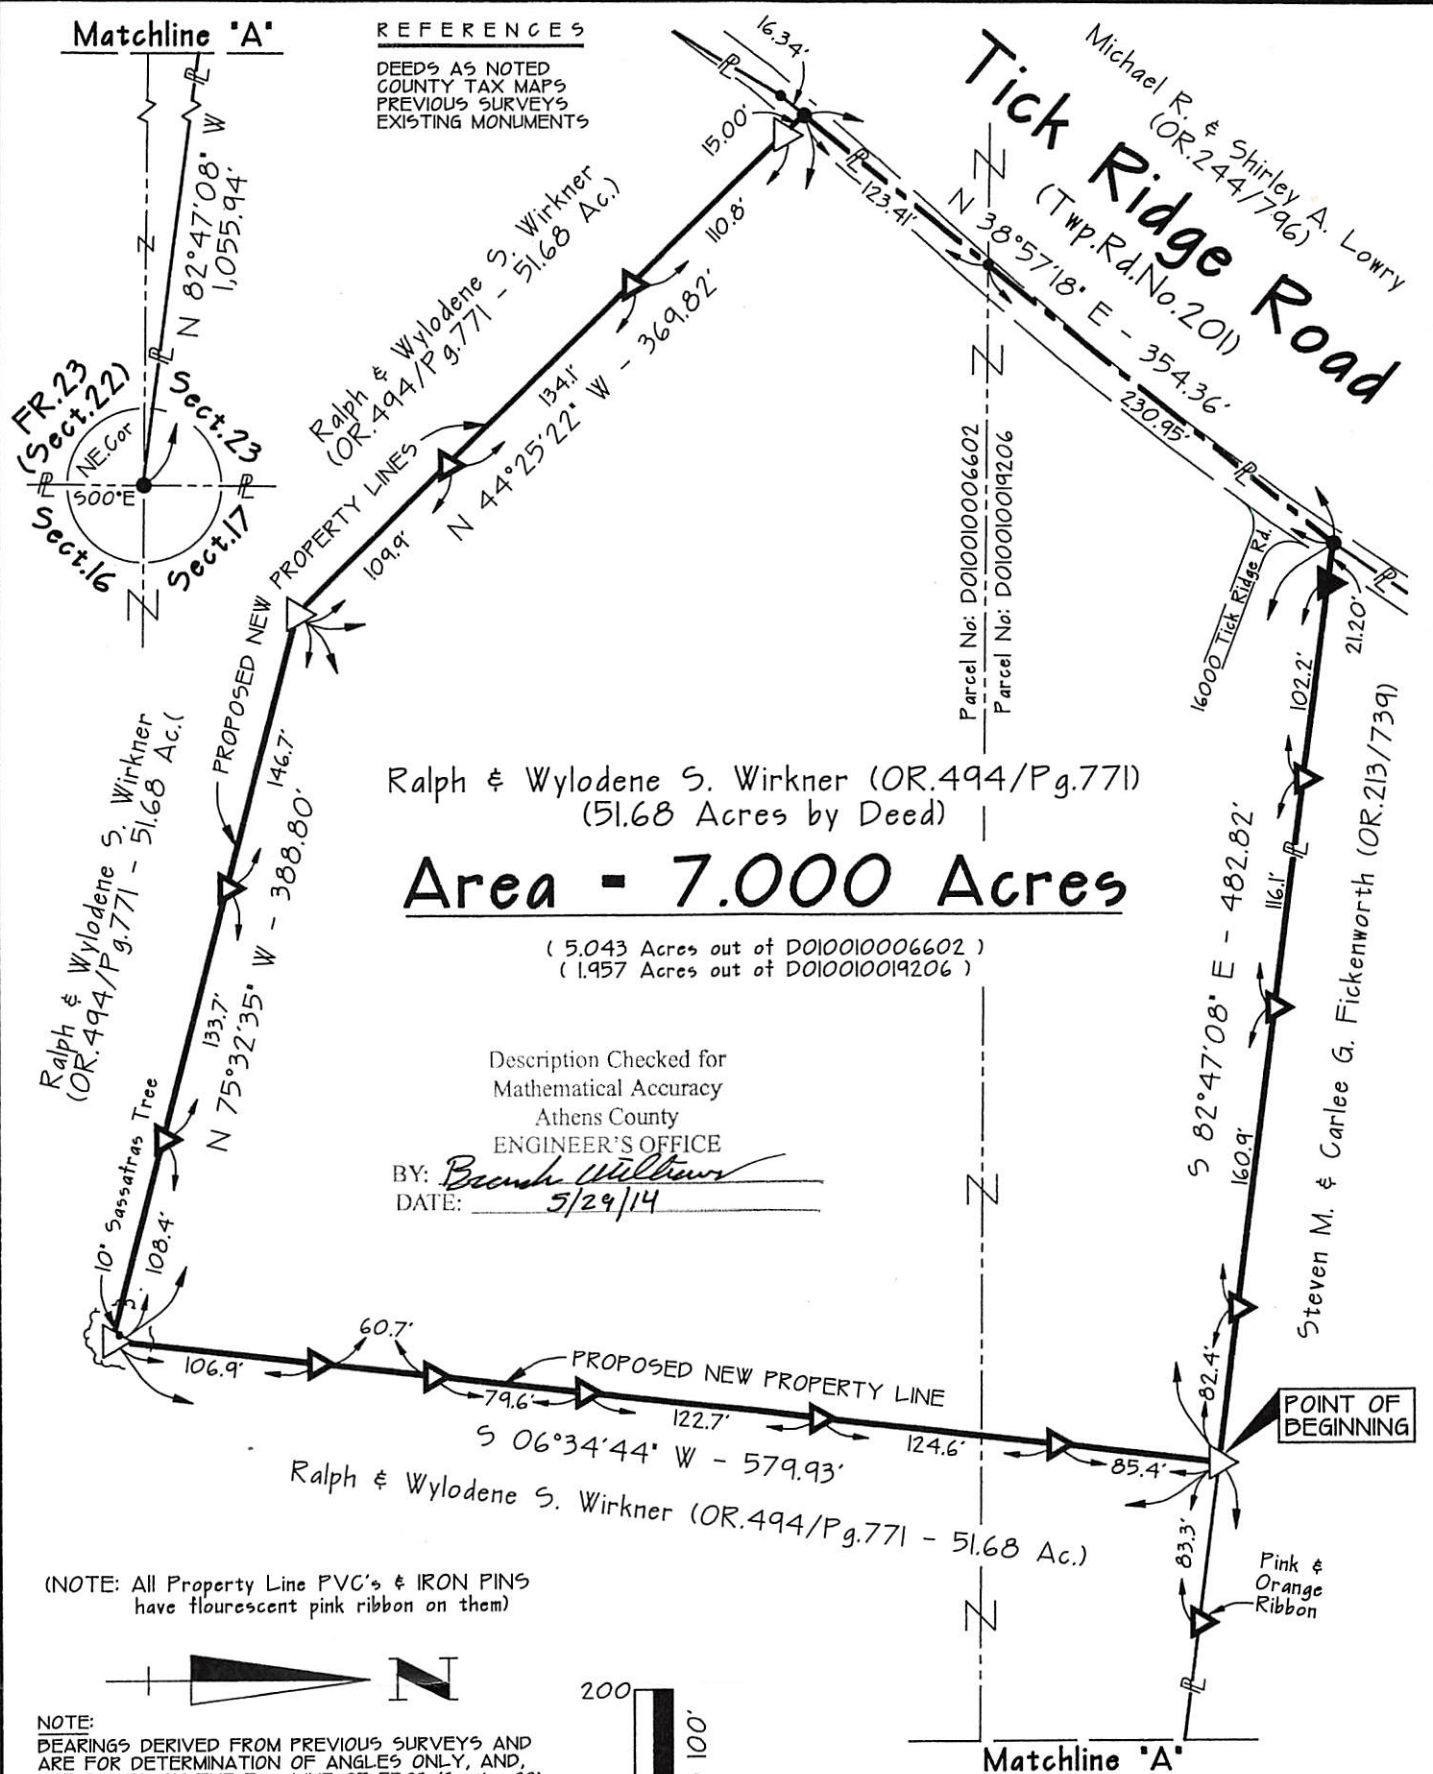 Matchline "A"
REFERENCES
DEEDS AS NOTED
COUNTY TAX MAPS
PREVIOUS SURVEYS
EXISTING MONUMENTS
N 82°47'08" W
1,055.94'
FR.23
(Sect.22)
Sect.23
NE.Cor
500°E
Sect.16
Sect.17
16.34'
15.00'
Michael R. & Shirley A. Lowry
(OR.244/796)
Tick Ridge Road
(Twp.Rd.No.201)
N 38°57'18" E - 354.36'
123.41'
230.95'
110.8'
134.1'
109.9'
Ralph & Wylodene S. Wirkner
(OR.494/Pg.771 - 51.68 Ac.)
N 44°25'22" W - 369.82'
PROPOSED NEW PROPERTY LINES
Parcel No: D010010006602
Parcel No: D010010019206
16000 Tick Ridge Rd.
21.20'
102.2'
116.1'
160.9'
82.4'
S 82°47'08" E - 482.82'
Steven M. & Carlee G. Fickenworth (OR.213/739)
Ralph & Wylodene S. Wirkner
(OR.494/Pg.771 - 51.68 Ac.(
146.7'
133.7'
108.4'
N 75°32'35" W - 388.80'
10" Sassatras Tree
3'
Ralph & Wylodene S. Wirkner (OR.494/Pg.771)
(51.68 Acres by Deed)
Area = 7.000 Acres
( 5.043 Acres out of D010010006602 )
( 1.957 Acres out of D010010019206 )
Description Checked for
Mathematical Accuracy
Athens County
ENGINEER'S OFFICE
BY:
DATE: 5/29/14
106.9'
60.7'
79.6'
122.7'
124.6'
85.4'
PROPOSED NEW PROPERTY LINE
S 06°34'44" W - 579.93'
Ralph & Wylodene S. Wirkner (OR.494/Pg.771 - 51.68 Ac.)
POINT OF
BEGINNING
83.3'
Pink &
Orange
Ribbon
(NOTE: All Property Line PVC's & IRON PINS
have flourescent pink ribbon on them)
N
NOTE:
BEARINGS DERIVED FROM PREVIOUS SURVEYS AND
ARE FOR DETERMINATION OF ANGLES ONLY, AND,
200
100'
Matchline "A"